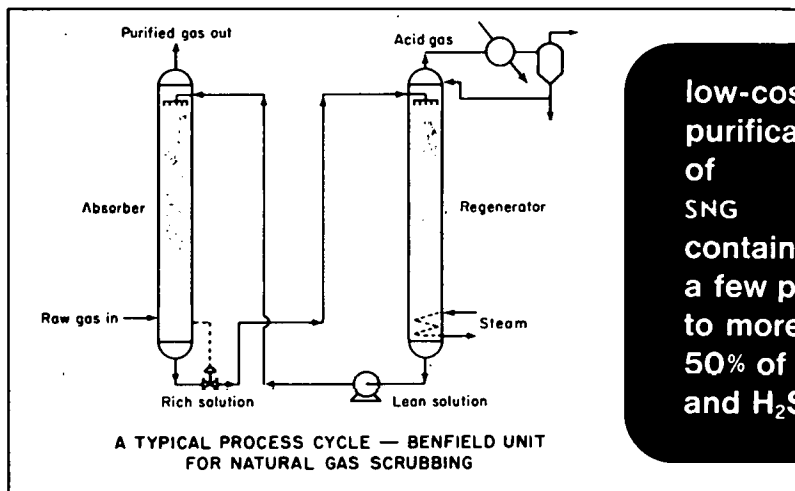 Purified gas out
Acid gas
Absorber
Regenerator
Raw gas in
Steam
Rich solution
Lean solution
A TYPICAL PROCESS CYCLE — BENFIELD UNIT
FOR NATURAL GAS SCRUBBING
low-cos
purifica
of
SNG
contain
a few p
to more
50% of
and H₂S